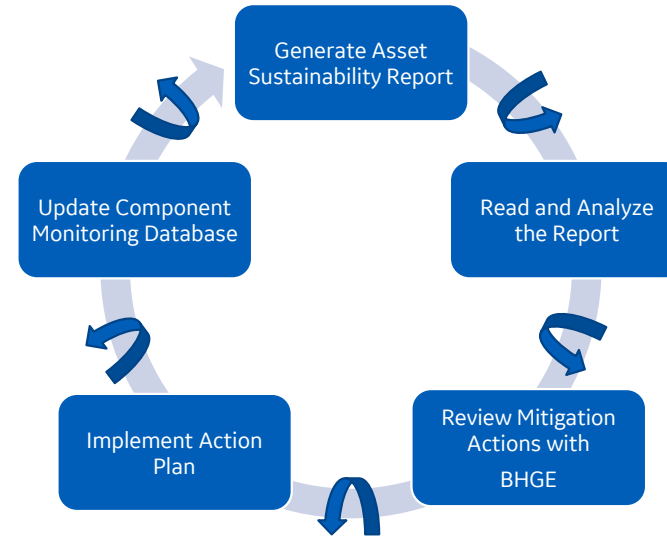 Generate Asset
Sustainability Report
Read and Analyze
the Report
Review Mitigation
Actions with
BHGE
Implement Action
Plan
Update Component
Monitoring Database